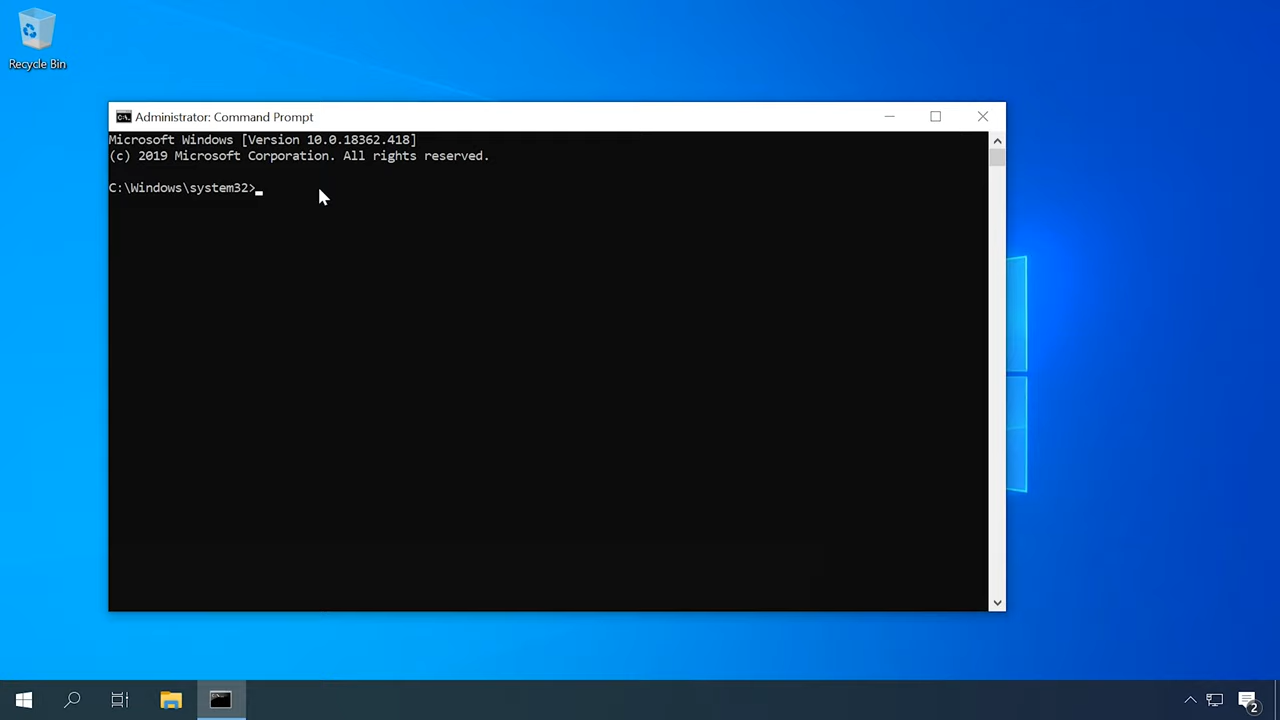 Recycle Bin
Administrator: Command Prompt
Microsoft Windows [Version 10.0.18362.418]
(c) 2019 Microsoft Corporation. All rights reserved.
C:\Windows\system32>
2